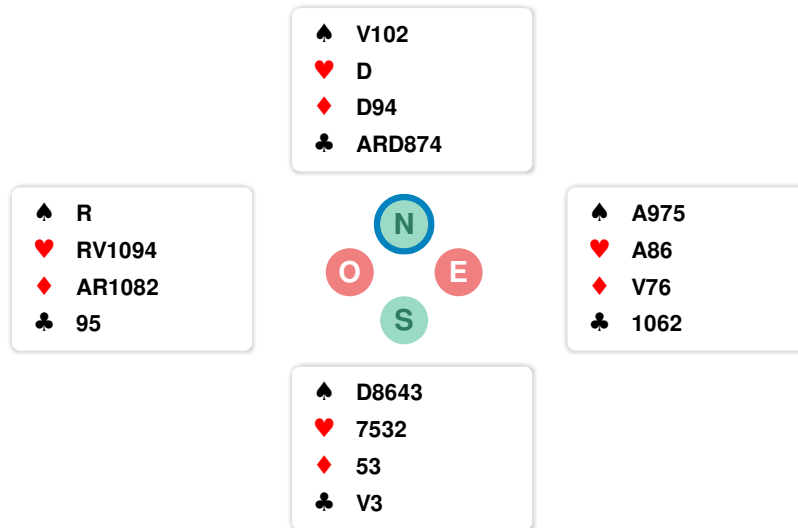 ♠ V102
♥ D
♦ D94
♣ ARD874
♠ R
♥ RV1094
♦ AR1082
♣ 95
N
O E
S
♠ A975
♥ A86
♦ V76
♣ 1062
♠ D8643
♥ 7532
♦ 53
♣ V3